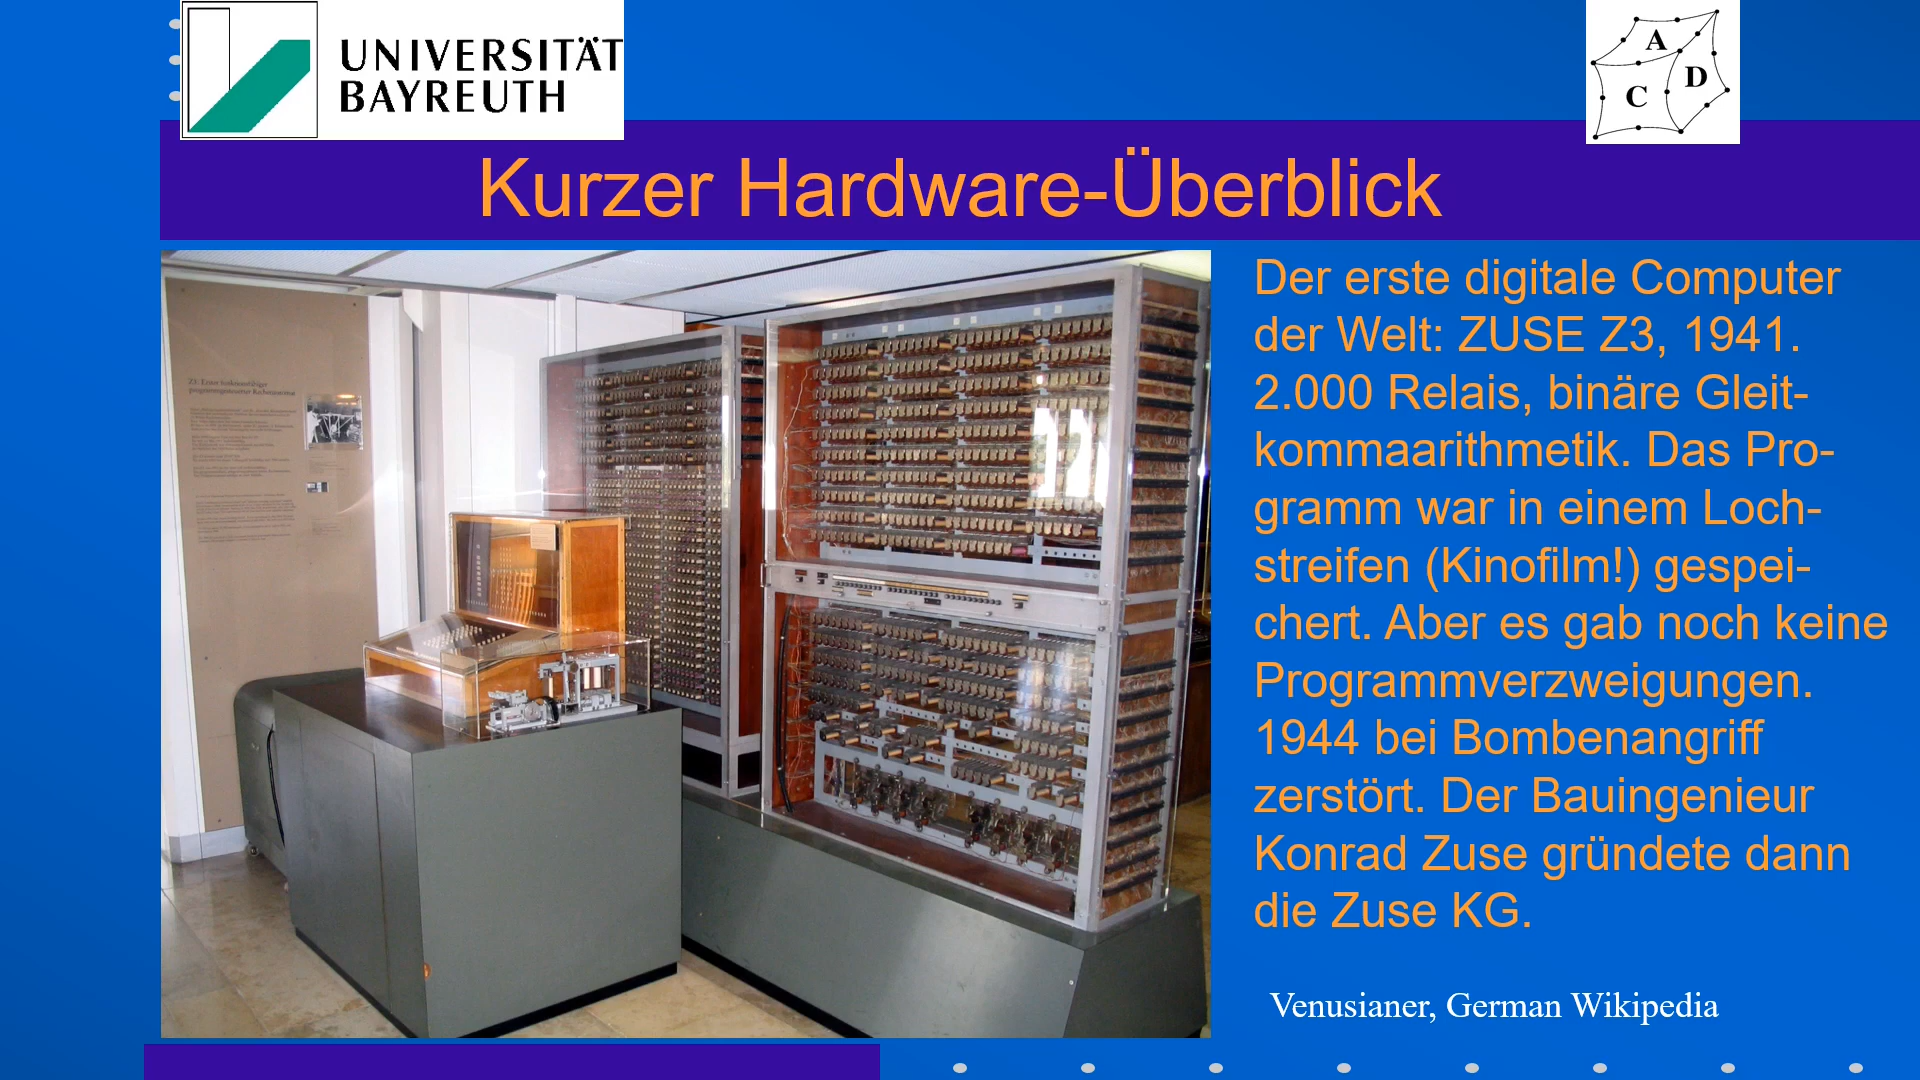 UNIVERSITÄT
BAYREUTH
A
D
C
Kurzer Hardware-Überblick
Der erste digitale Computer
der Welt: ZUSE Z3, 1941.
2.000 Relais, binäre Gleit-
kommaarithmetik. Das Pro-
gramm war in einem Loch-
streifen (Kinofilm!) gespei-
chert. Aber es gab noch keine
Programmverzweigungen.
1944 bei Bombenangriff
zerstört. Der Bauingenieur
Konrad Zuse gründete dann
die Zuse KG.
Venusianer, German Wikipedia